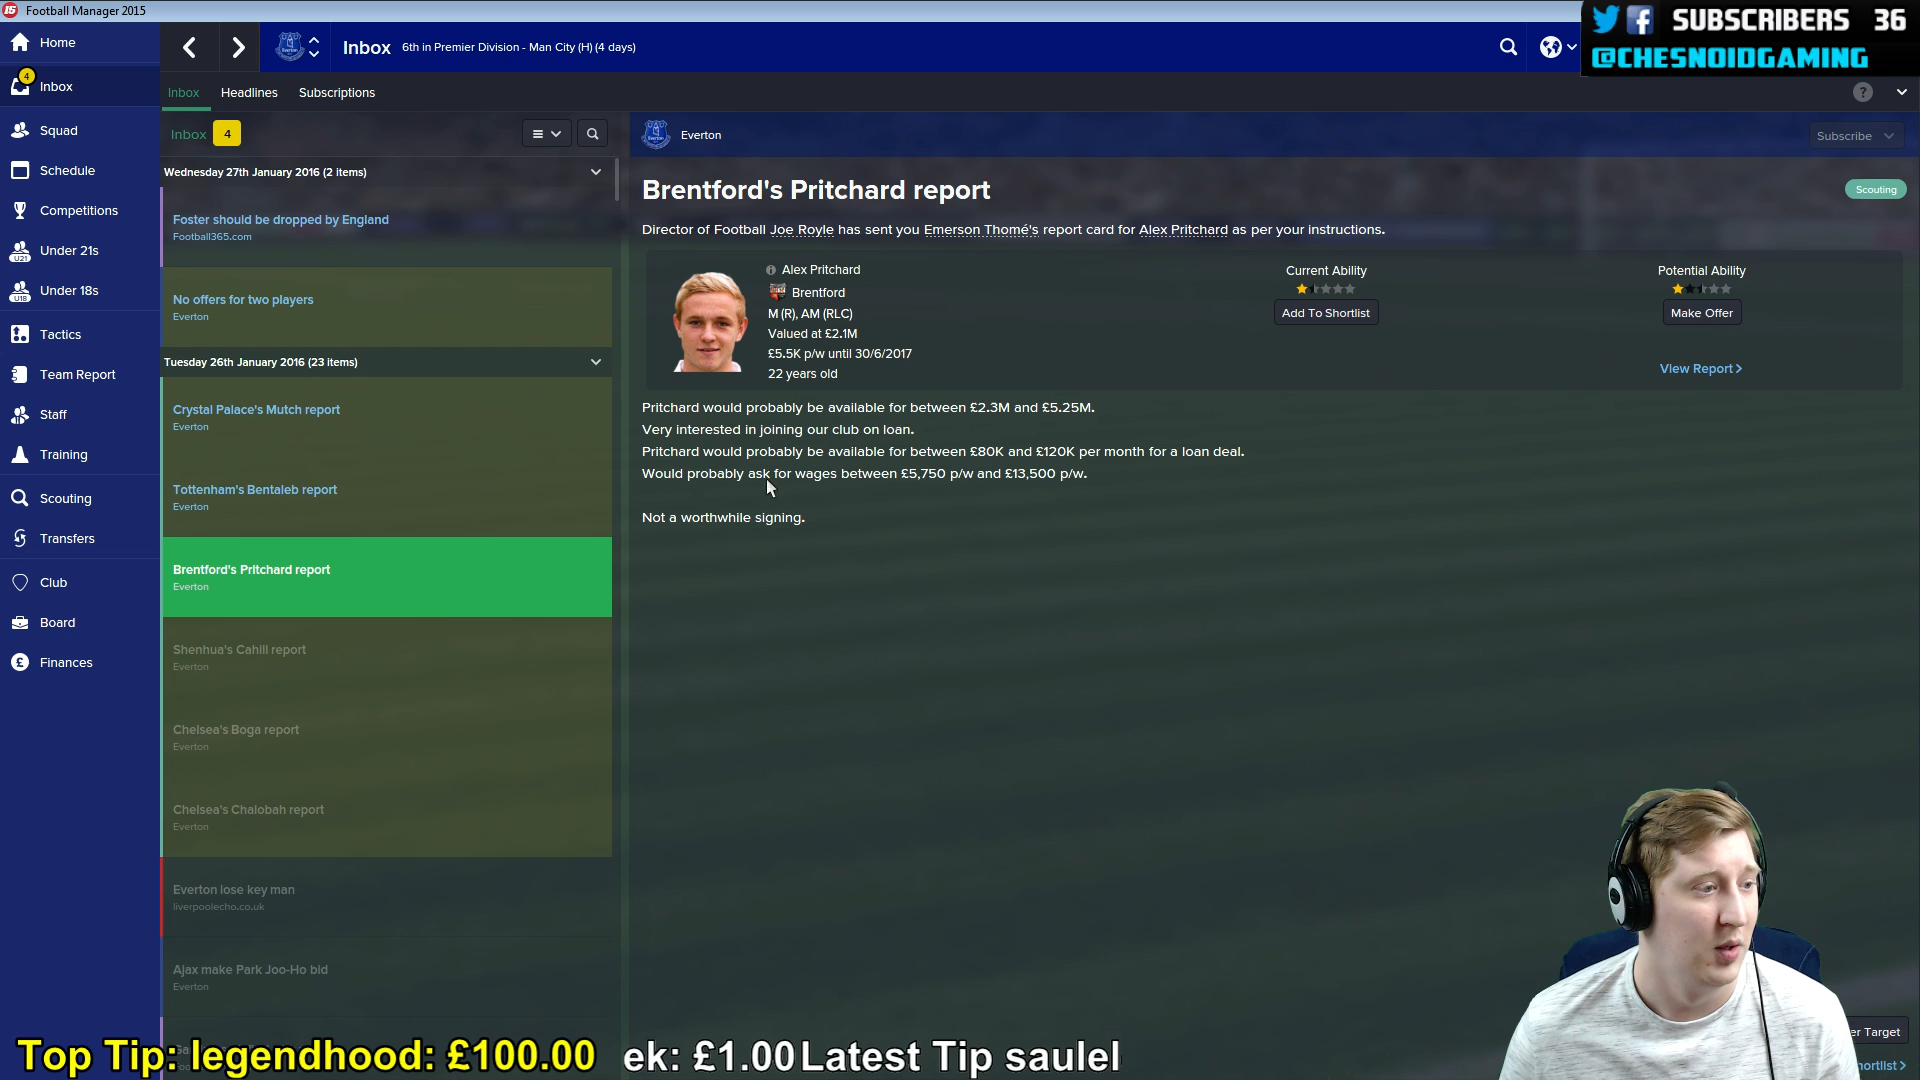 Football Manager 2015
SUBSCRIBERS 36
@CHESNOIDGAMING
Home
4
Inbox
Squad
Schedule
Competitions
U21
Under 21s
U18
Under 18s
Tactics
Team Report
Staff
Training
Scouting
Transfers
Club
Board
Finances
Inbox 6th in Premier Division - Man City (H) (4 days)
Inbox Headlines Subscriptions
Inbox 4
Wednesday 27th January 2016 (2 items)
Foster should be dropped by England
Football365.com
No offers for two players
Everton
Tuesday 26th January 2016 (23 items)
Crystal Palace's Mutch report
Everton
Tottenham's Bentaleb report
Everton
Brentford's Pritchard report
Everton
Shenhua's Cahill report
Everton
Chelsea's Boga report
Everton
Chelsea's Chalobah report
Everton
Everton lose key man
liverpoolecho.co.uk
Ajax make Park Joo-Ho bid
Everton
Everton
Subscribe
Brentford's Pritchard report
Scouting
Director of Football Joe Royle has sent you Emerson Thomé's report card for Alex Pritchard as per your instructions.
Alex Pritchard
Brentford
M (R), AM (RLC)
Valued at £2.1M
£5.5K p/w until 30/6/2017
22 years old
Current Ability
Add To Shortlist
Potential Ability
Make Offer
View Report >
Pritchard would probably be available for between £2.3M and £5.25M.
Very interested in joining our club on loan.
Pritchard would probably be available for between £80K and £120K per month for a loan deal.
Would probably ask for wages between £5,750 p/w and £13,500 p/w.
Not a worthwhile signing.
er Target
hortlist >
Top Tip: legendhood: £100.00 ek: £1.00 Latest Tip saulel